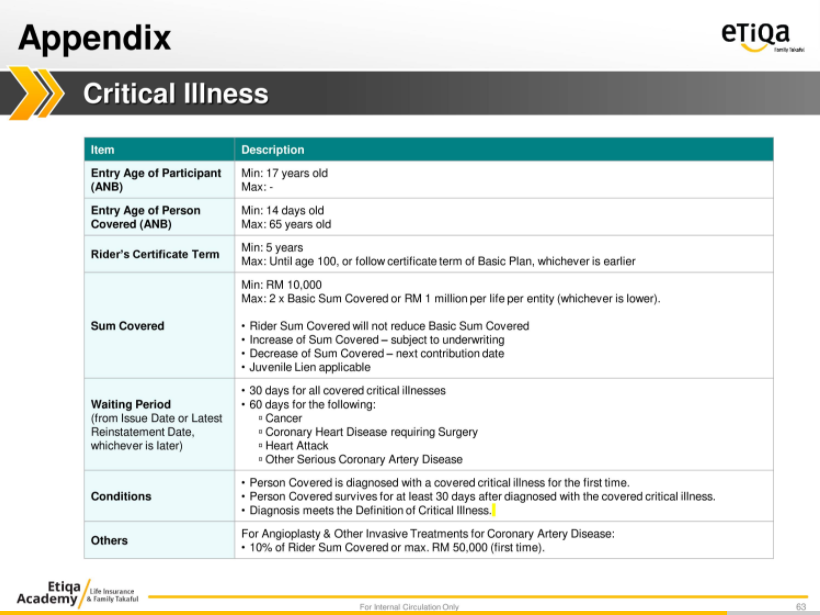 Appendix
eTiQa
Family Takaful
Critical Illness
Item Description
Entry Age of Participant
(ANB)
Min: 17 years old
Max: -
Entry Age of Person
Covered (ANB)
Min: 14 days old
Max: 65 years old
Rider's Certificate Term
Min: 5 years
Max: Until age 100, or follow certificate term of Basic Plan, whichever is earlier
Sum Covered
Min: RM 10,000
Max: 2 x Basic Sum Covered or RM 1 million per life per entity (whichever is lower).
• Rider Sum Covered will not reduce Basic Sum Covered
• Increase of Sum Covered – subject to underwriting
• Decrease of Sum Covered – next contribution date
• Juvenile Lien applicable
Waiting Period
(from Issue Date or Latest
Reinstatement Date,
whichever is later)
• 30 days for all covered critical illnesses
• 60 days for the following:
▫ Cancer
▫ Coronary Heart Disease requiring Surgery
▫ Heart Attack
▫ Other Serious Coronary Artery Disease
Conditions
• Person Covered is diagnosed with a covered critical illness for the first time.
• Person Covered survives for at least 30 days after diagnosed with the covered critical illness.
• Diagnosis meets the Definition of Critical Illness.
Others
For Angioplasty & Other Invasive Treatments for Coronary Artery Disease:
• 10% of Rider Sum Covered or max. RM 50,000 (first time).
Etiqa
Academy
Life Insurance
& Family Takaful
For Internal Circulation Only
63